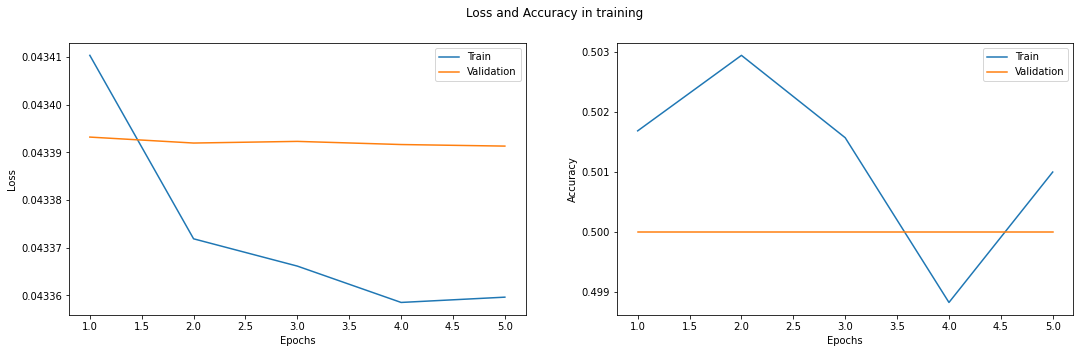 Loss and Accuracy in training
0.04341
0.04340
0.04339
0.04338
0.04337
0.04336
Loss
Train
Validation
1.0 1.5 2.0 2.5 3.0 3.5 4.0 4.5 5.0
Epochs
0.503
0.502
0.501
0.500
0.499
Accuracy
Train
Validation
1.0 1.5 2.0 2.5 3.0 3.5 4.0 4.5 5.0
Epochs